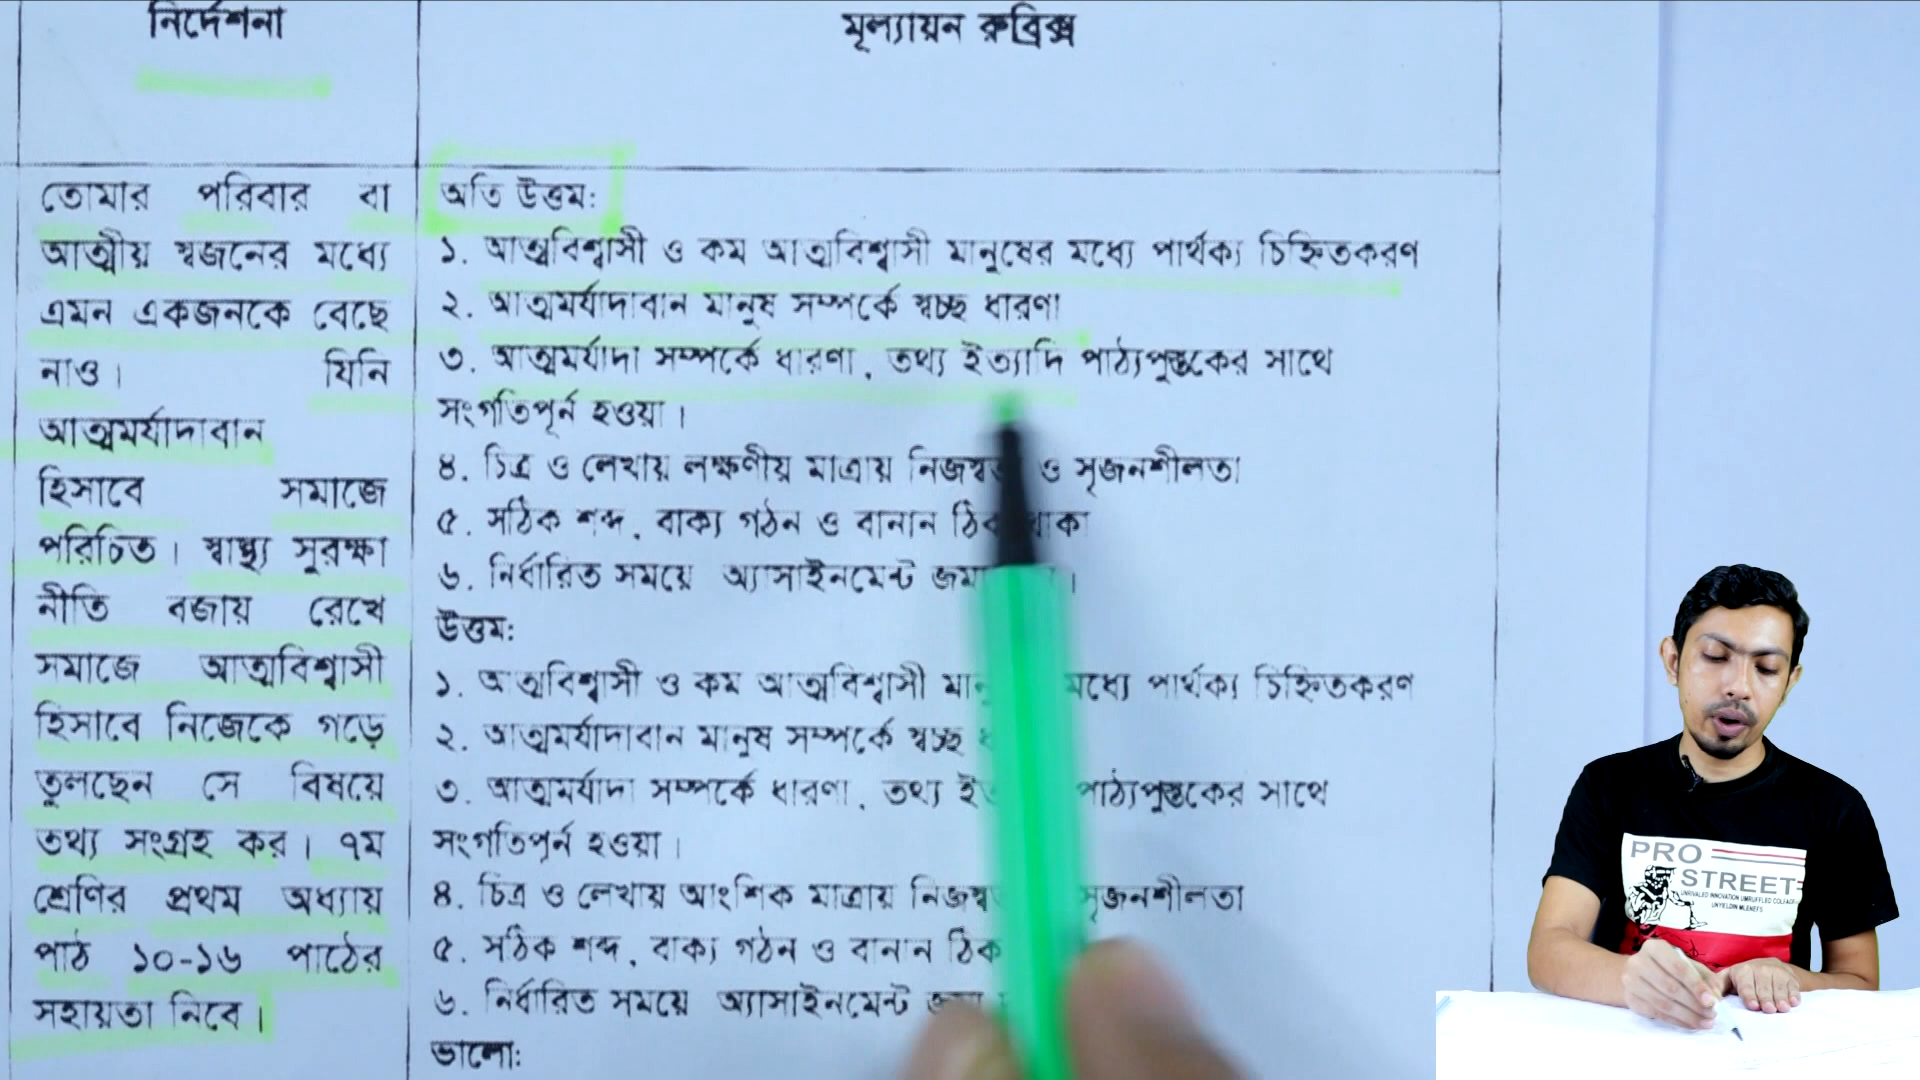 নির্দেশনা
মূল্যায়ন রুব্রিক্স
তোমার পরিবার বা
আত্মীয় স্বজনের মধ্যে
এমন একজনকে বেছে
নাও। যিনি
আত্মমর্যাদাবান
হিসাবে সমাজে
পরিচিত। স্বাস্থ্য সুরক্ষা
নীতি বজায় রেখে
সমাজে আত্মবিশ্বাসী
হিসাবে নিজেকে গড়ে
তুলছেন সে বিষয়ে
তথ্য সংগ্রহ কর। ৭ম
শ্রেণির প্রথম অধ্যায়
পাঠ ১০-১৬ পাঠের
সহায়তা নিবে।
অতি উত্তম:
১. আত্মবিশ্বাসী ও কম আত্মবিশ্বাসী মানুষের মধ্যে পার্থক্য চিহ্নিতকরণ
২. আত্মমর্যাদাবান মানুষ সম্পর্কে স্বচ্ছ ধারণা
৩. আত্মমর্যাদা সম্পর্কে ধারণা, তথ্য ইত্যাদি পাঠ্যপুস্তকের সাথে
সংগতিপূর্ন হওয়া।
৪. চিত্র ও লেখায় লক্ষণীয় মাত্রায় ও সৃজনশীলতা
৫. সঠিক শব্দ, বাক্য গঠন ও বানান থাকা
৬. নির্ধারিত সময়ে অ্যাসাইনমেন্ট
উত্তম:
১. আত্মবিশ্বাসী ও কম আত্মবিশ্বাসী মধ্যে পার্থক্য চিহ্নিতকরণ
২. আত্মমর্যাদাবান মানুষ সম্পর্কে স্বচ্ছ
৩. আত্মমর্যাদা সম্পর্কে ধারণা, তথ্য পাঠ্যপুস্তকের সাথে
সংগতিপূর্ন হওয়া।
৪. চিত্র ও লেখায় আংশিক মাত্রায় সৃজনশীলতা
৫. সঠিক শব্দ, বাক্য গঠন ও বানান ঠিক
৬. নির্ধারিত সময়ে অ্যাসাইনমেন্ট
ভালো:
PRO
STREET